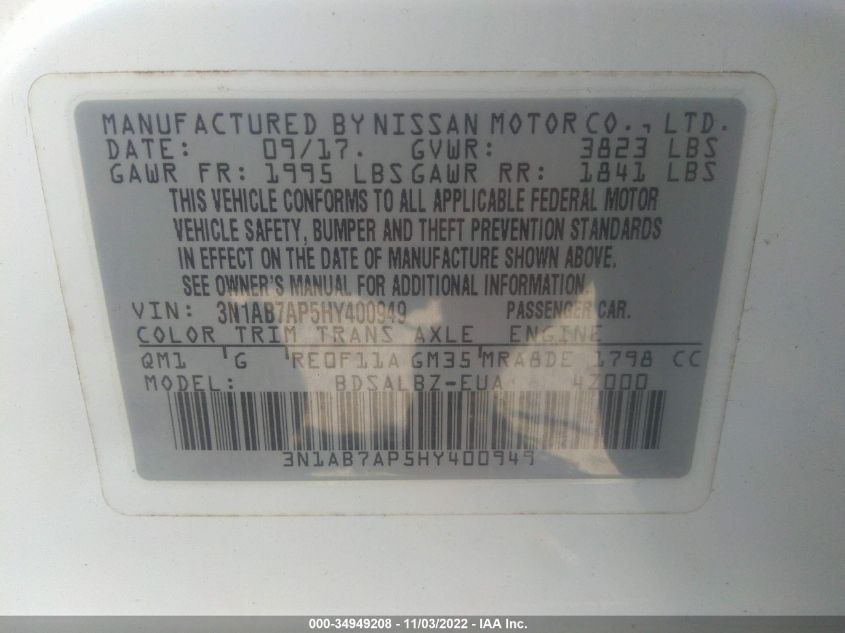 MANUFACTURED BY NISSAN MOTOR CO., LTD.
DATE: 09/17. GVWR: 3823 LBS
GAWR FR: 1995 LBS GAWR RR: 1841 LBS
THIS VEHICLE CONFORMS TO ALL APPLICABLE FEDERAL MOTOR
VEHICLE SAFETY, BUMPER AND THEFT PREVENTION STANDARDS
IN EFFECT ON THE DATE OF MANUFACTURE SHOWN ABOVE.
SEE OWNER'S MANUAL FOR ADDITIONAL INFORMATION.
VIN: 3N1AB7AP5HY400949 PASSENGER CAR.
COLOR TRIM TRANS AXLE ENGINE
QM1 'G 'RE0F11A GM35'MRA8DE 1798 CC
MODEL: BDSALBZ-EUA 4Z000
3N1AB7AP5HY400949
000-34949208 - 11/03/2022 - IAA Inc.